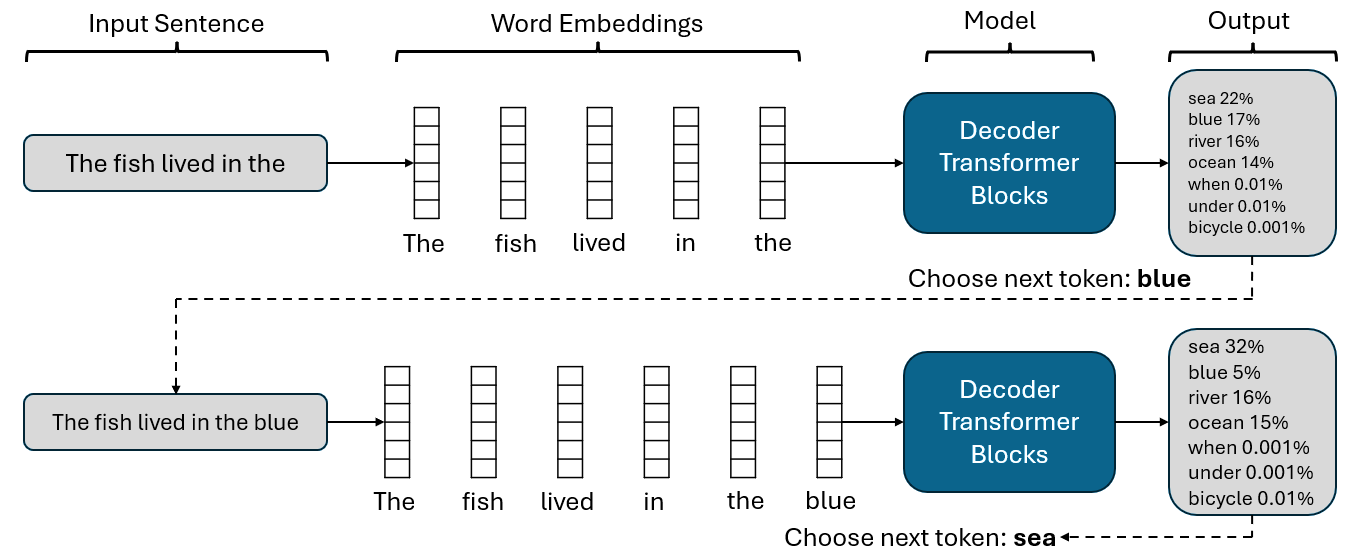 Input Sentence
Word Embeddings
Model
Output
The fish lived in the
The
fish
lived
in
the
Decoder
Transformer
Blocks
sea 22%
blue 17%
river 16%
ocean 14%
when 0.01%
under 0.01%
bicycle 0.001%
Choose next token: blue
The fish lived in the blue
The
fish
lived
in
the
blue
Decoder
Transformer
Blocks
sea 32%
blue 5%
river 16%
ocean 15%
when 0.001%
under 0.001%
bicycle 0.01%
Choose next token: sea